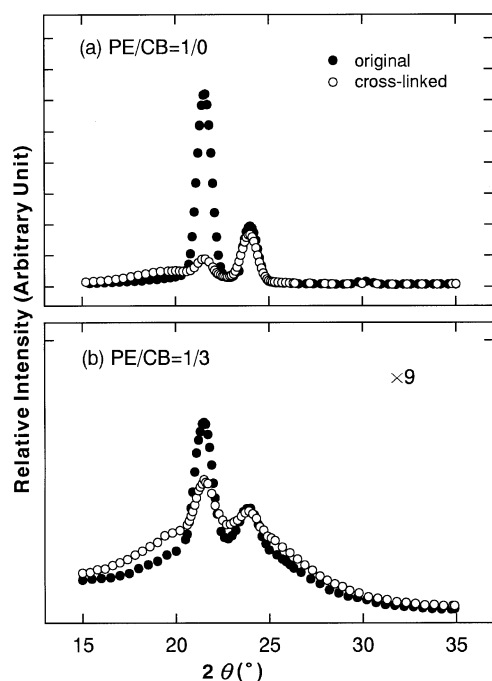 (a) PE/CB=1/0
● original
○ cross-linked
Relative Intensity (Arbitrary Unit)
(b) PE/CB=1/3
×9
15 20 25 30 35
2 θ (°)